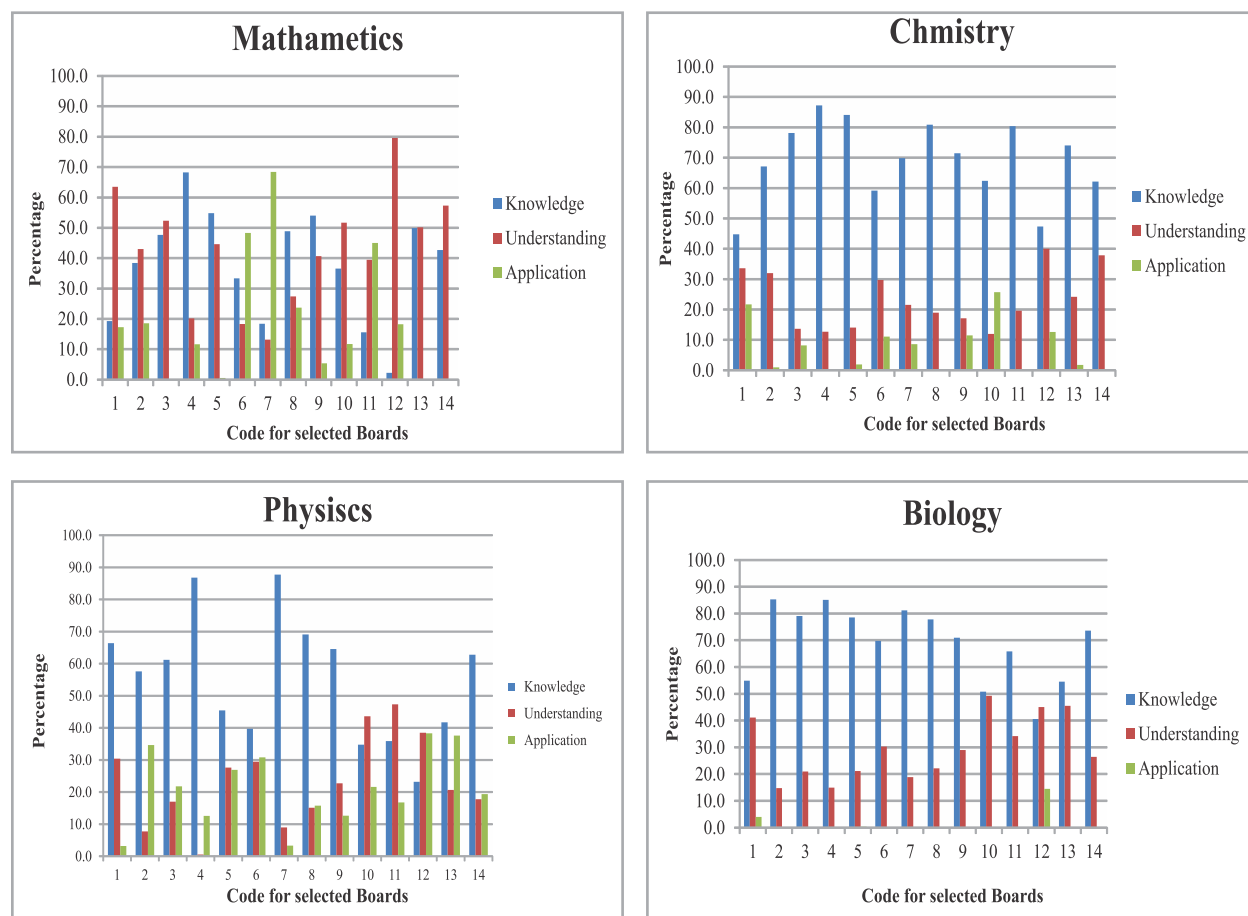 Mathametics
100.0
90.0
80.0
70.0
60.0
50.0
40.0
30.0
20.0
10.0
0.0
Percentage
1 2 3 4 5 6 7 8 9 10 11 12 13 14
Code for selected Boards
Knowledge
Understanding
Application
Chmistry
100.0
90.0
80.0
70.0
60.0
50.0
40.0
30.0
20.0
10.0
0.0
Percentage
1 2 3 4 5 6 7 8 9 10 11 12 13 14
Code for selected Boards
Knowledge
Understanding
Application
Physiscs
100.0
90.0
80.0
70.0
60.0
50.0
40.0
30.0
20.0
10.0
0.0
Percentage
1 2 3 4 5 6 7 8 9 10 11 12 13 14
Code for selected Boards
Knowledge
Understanding
Application
Biology
100.0
90.0
80.0
70.0
60.0
50.0
40.0
30.0
20.0
10.0
0.0
Percentage
1 2 3 4 5 6 7 8 9 10 11 12 13 14
Code for selected Boards
Knowledge
Understanding
Application